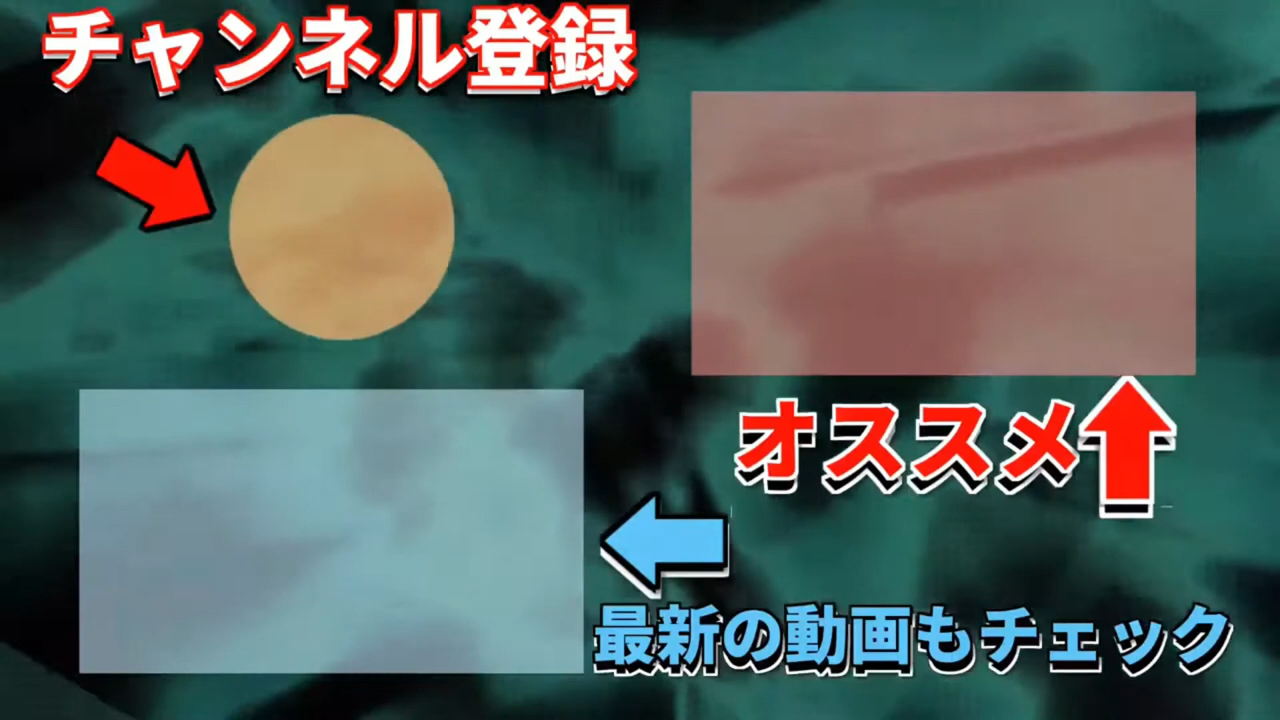 チャンネル登録
オススメ
最新の動画もチェック